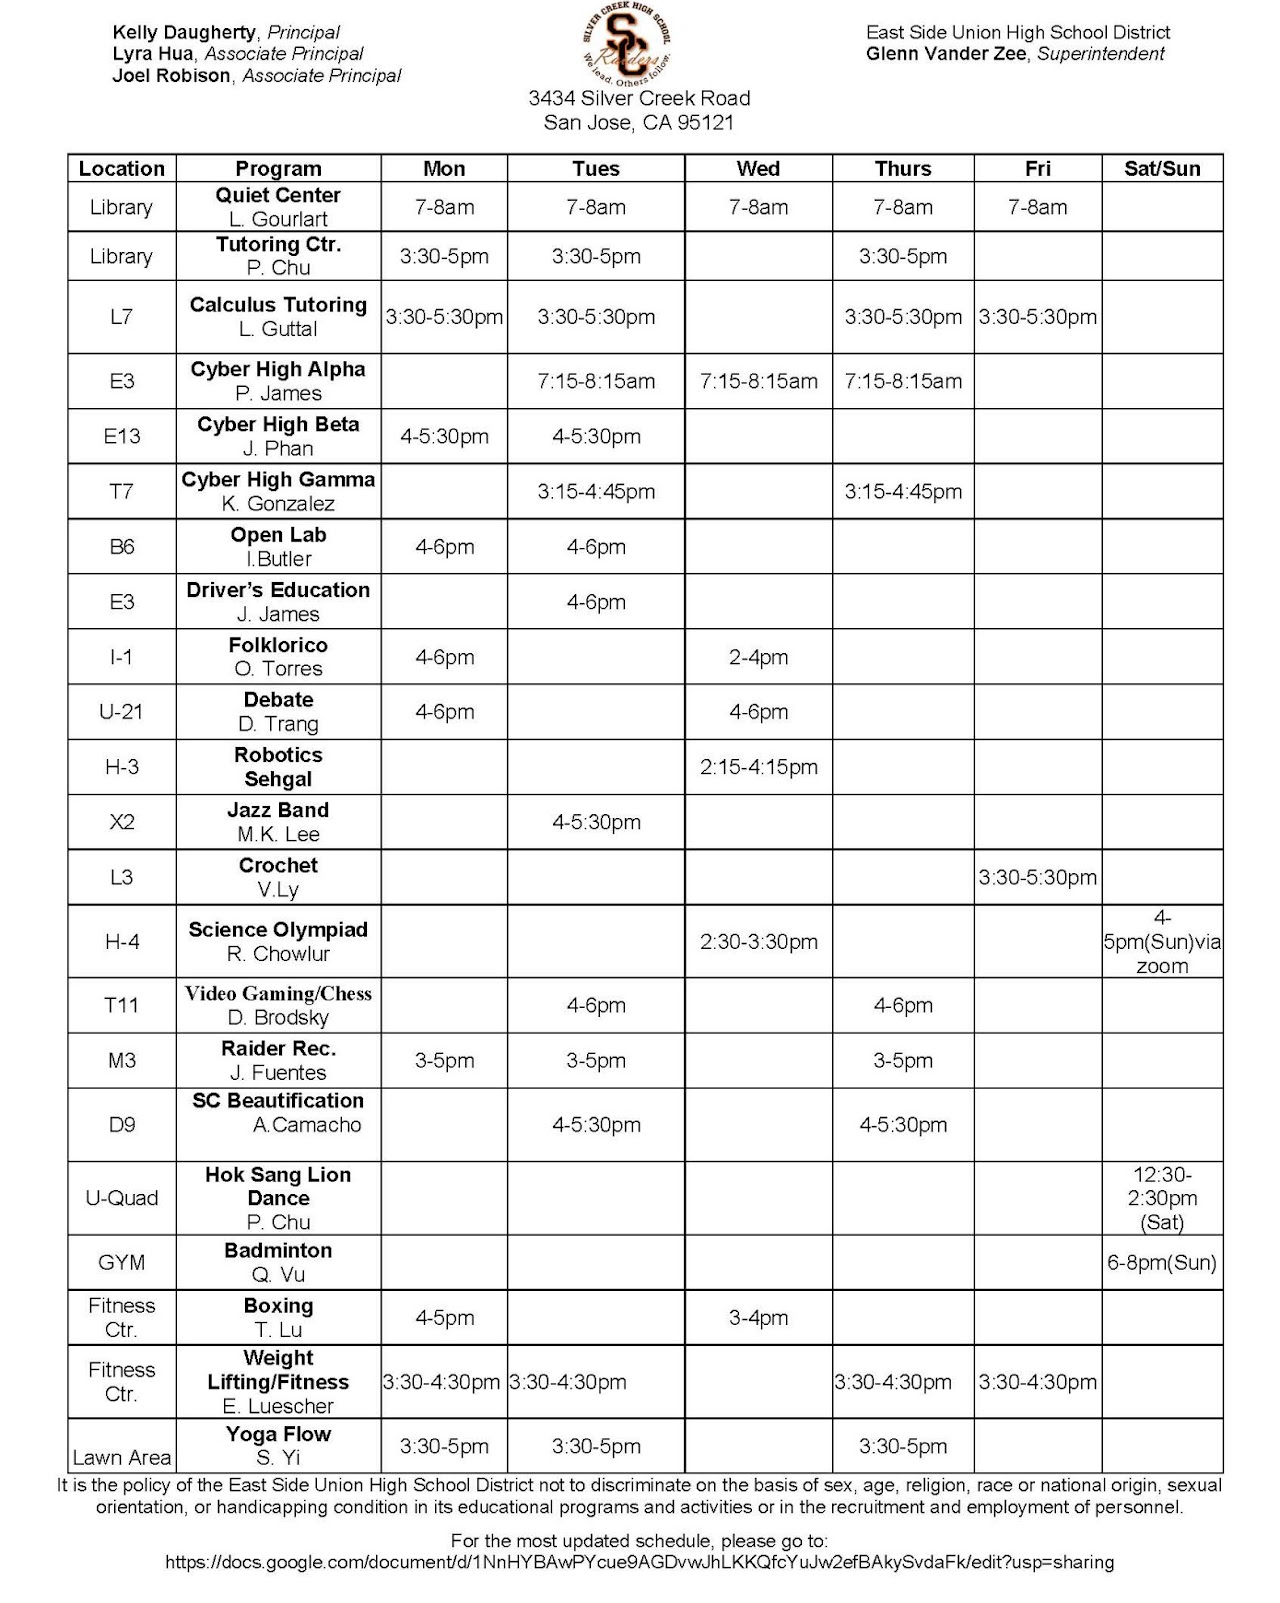 Kelly Daugherty, Principal
Lyra Hua, Associate Principal
Joel Robison, Associate Principal
SILVER CREEK HIGH SCHOOL
SC
Raiders
We lead. Others follow.
3434 Silver Creek Road
San Jose, CA 95121
East Side Union High School District
Glenn Vander Zee, Superintendent
Location Program Mon Tues Wed Thurs Fri Sat/Sun
Library Quiet Center L. Gourlart 7-8am 7-8am 7-8am 7-8am 7-8am
Library Tutoring Ctr. P. Chu 3:30-5pm 3:30-5pm 3:30-5pm
L7 Calculus Tutoring L. Guttal 3:30-5:30pm 3:30-5:30pm 3:30-5:30pm 3:30-5:30pm
E3 Cyber High Alpha P. James 7:15-8:15am 7:15-8:15am 7:15-8:15am
E13 Cyber High Beta J. Phan 4-5:30pm 4-5:30pm
T7 Cyber High Gamma K. Gonzalez 3:15-4:45pm 3:15-4:45pm
B6 Open Lab I.Butler 4-6pm 4-6pm
E3 Driver's Education J. James 4-6pm
I-1 Folklorico O. Torres 4-6pm 2-4pm
U-21 Debate D. Trang 4-6pm 4-6pm
H-3 Robotics Sehgal 2:15-4:15pm
X2 Jazz Band M.K. Lee 4-5:30pm
L3 Crochet V.Ly 3:30-5:30pm
H-4 Science Olympiad R. Chowlur 2:30-3:30pm 4-5pm(Sun)via zoom
T11 Video Gaming/Chess D. Brodsky 4-6pm 4-6pm
M3 Raider Rec. J. Fuentes 3-5pm 3-5pm 3-5pm
D9 SC Beautification A.Camacho 4-5:30pm 4-5:30pm
U-Quad Hok Sang Lion Dance P. Chu 12:30-2:30pm (Sat)
GYM Badminton Q. Vu 6-8pm(Sun)
Fitness Ctr. Boxing T. Lu 4-5pm 3-4pm
Fitness Ctr. Weight Lifting/Fitness E. Luescher 3:30-4:30pm 3:30-4:30pm 3:30-4:30pm 3:30-4:30pm
Lawn Area Yoga Flow S. Yi 3:30-5pm 3:30-5pm 3:30-5pm
It is the policy of the East Side Union High School District not to discriminate on the basis of sex, age, religion, race or national origin, sexual
orientation, or handicapping condition in its educational programs and activities or in the recruitment and employment of personnel.
For the most updated schedule, please go to:
https://docs.google.com/document/d/1NnHYBAwPYcue9AGDvwJhLKKQfcYuJw2efBAkySvdaFk/edit?usp=sharing